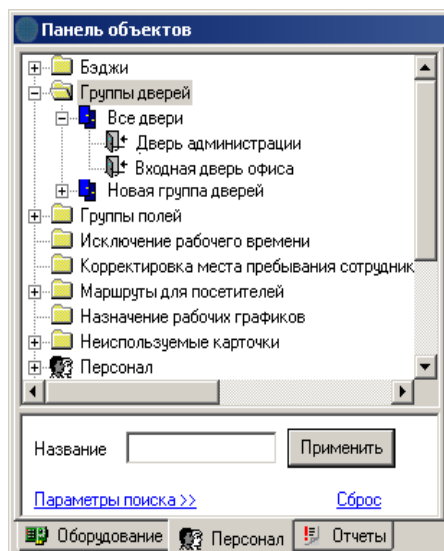 Панель объектов
Бэджи
Группы дверей
Все двери
Дверь администрации
Входная дверь офиса
Новая группа дверей
Группы полей
Исключение рабочего времени
Корректировка места пребывания сотрудник
Маршруты для посетителей
Назначение рабочих графиков
Неиспользуемые карточки
Персонал
Название Применить
Параметры поиска >> Сброс
Оборудование Персонал Отчеты